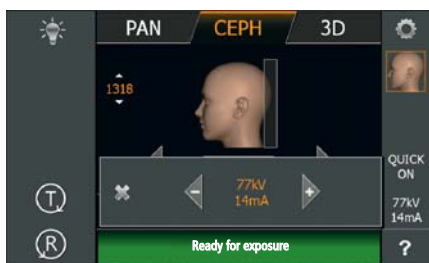 PAN
CEPH
3D
1318
QUICK
ON
77kV
14mA
77kV
14mA
T
R
Ready for exposure
?